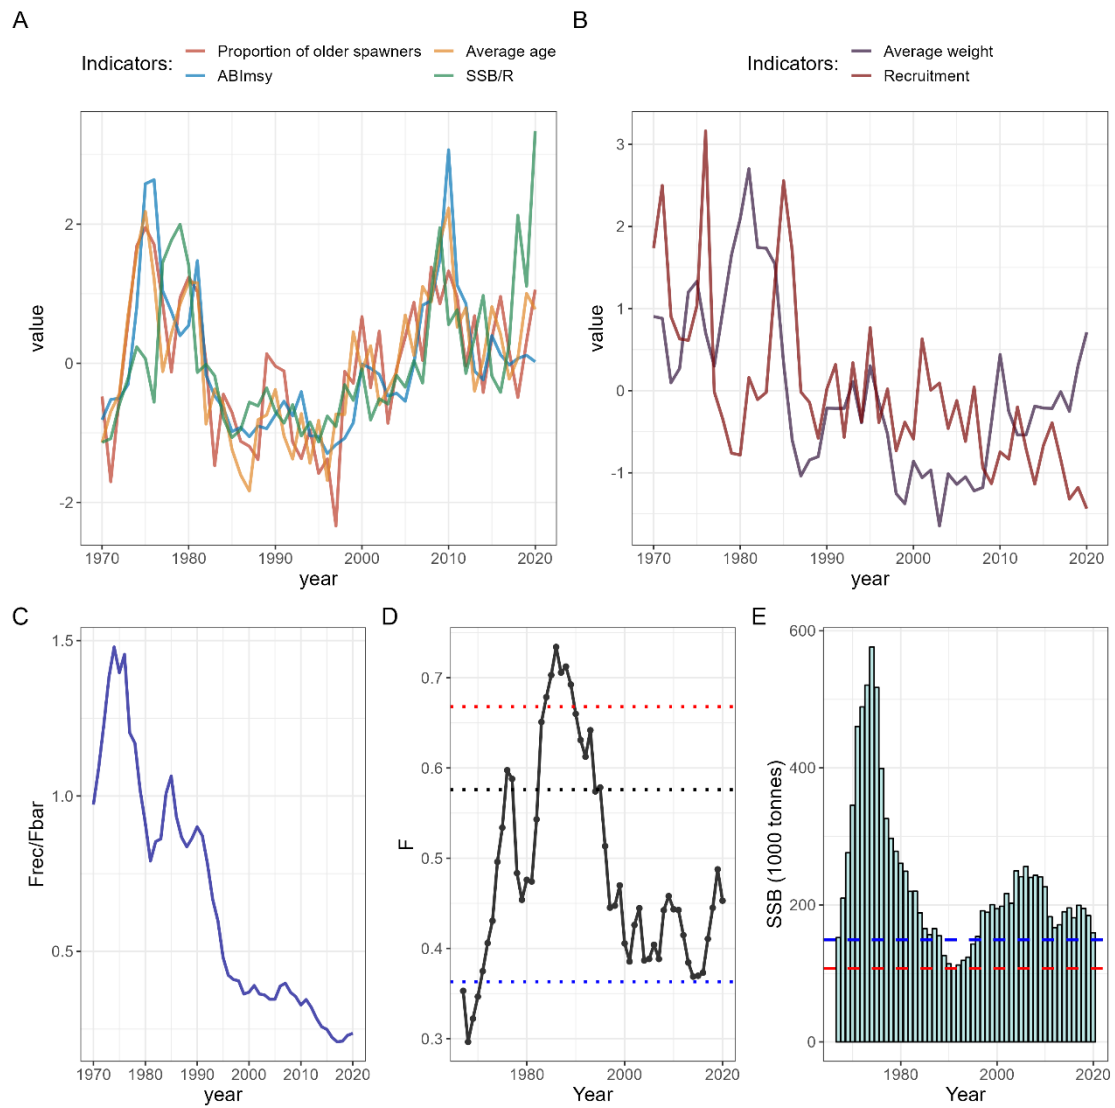 A
B
Indicators:
Proportion of older spawners
Average age
ABImsy
SSB/R
Indicators:
Average weight
Recruitment
value
2
0
-2
1970
1980
1990
2000
2010
2020
year
value
3
2
1
0
-1
1970
1980
1990
2000
2010
2020
year
C
D
E
Frec/Fbar
1.5
1.0
0.5
1970
1980
1990
2000
2010
2020
year
F
0.7
0.6
0.5
0.4
0.3
1980
2000
2020
Year
SSB (1000 tonnes)
600
400
200
0
1980
2000
2020
Year